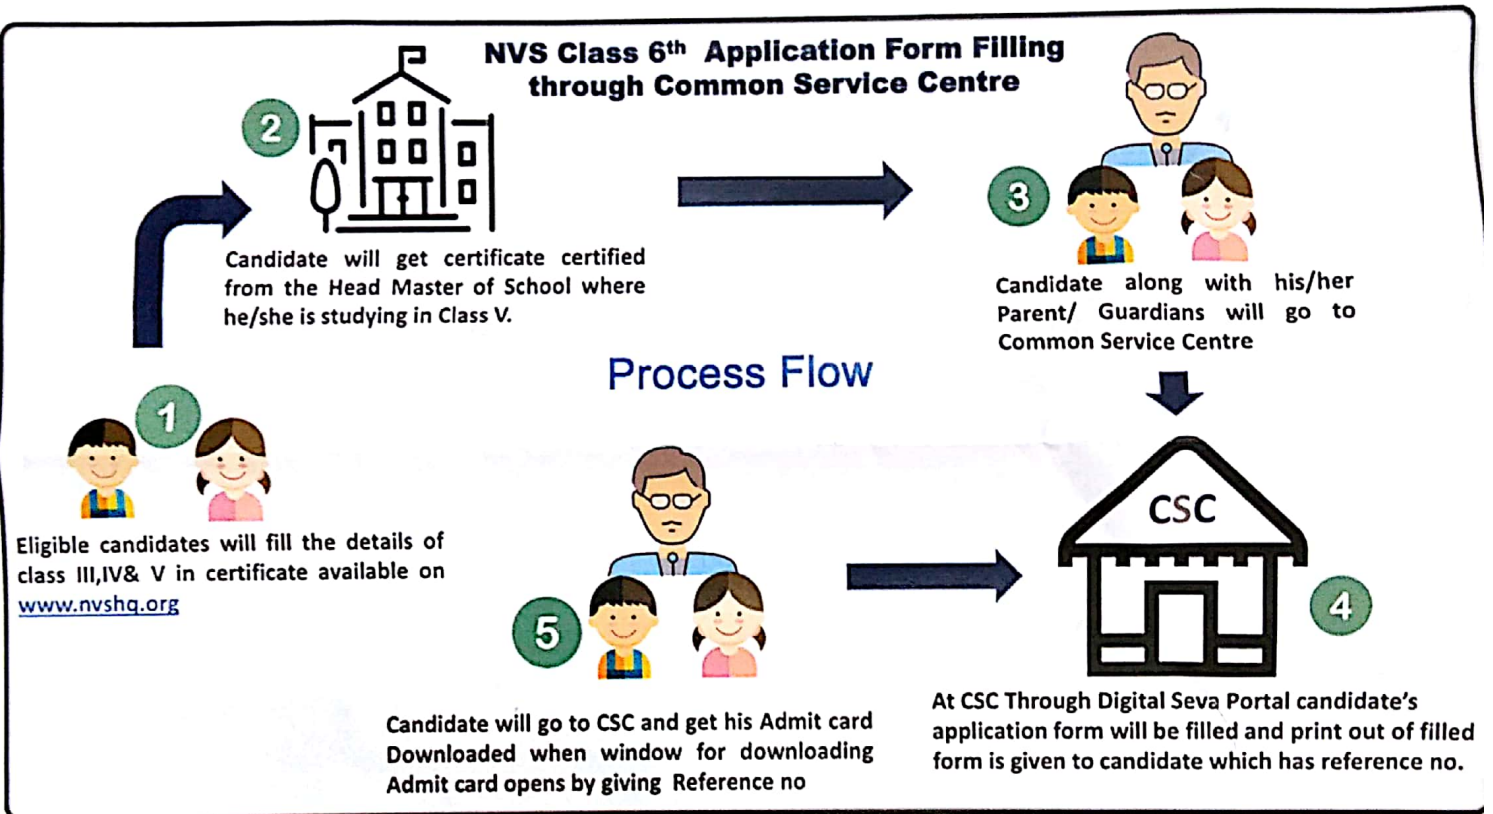 NVS Class 6th Application Form Filling
through Common Service Centre
Process Flow
1
Eligible candidates will fill the details of
class III,IV& V in certificate available on
www.nvshq.org
2
Candidate will get certificate certified
from the Head Master of School where
he/she is studying in Class V.
3
Candidate along with his/her
Parent/ Guardians will go to
Common Service Centre
CSC
4
At CSC Through Digital Seva Portal candidate's
application form will be filled and print out of filled
form is given to candidate which has reference no.
5
Candidate will go to CSC and get his Admit card
Downloaded when window for downloading
Admit card opens by giving Reference no